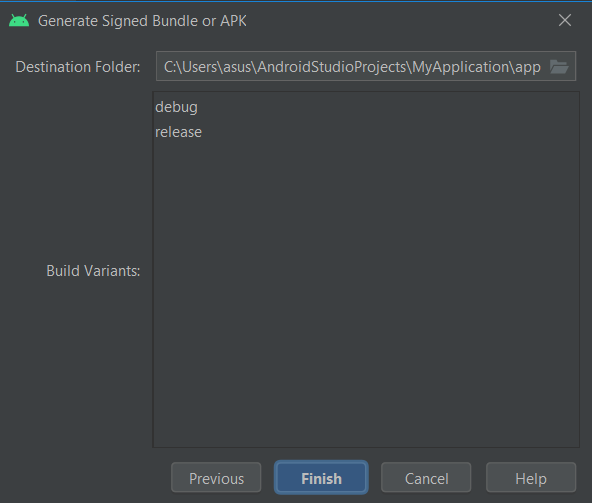 Generate Signed Bundle or APK
Destination Folder: C:\Users\asus\AndroidStudioProjects\MyApplication\app
debug
release
Build Variants:
Previous Finish Cancel Help